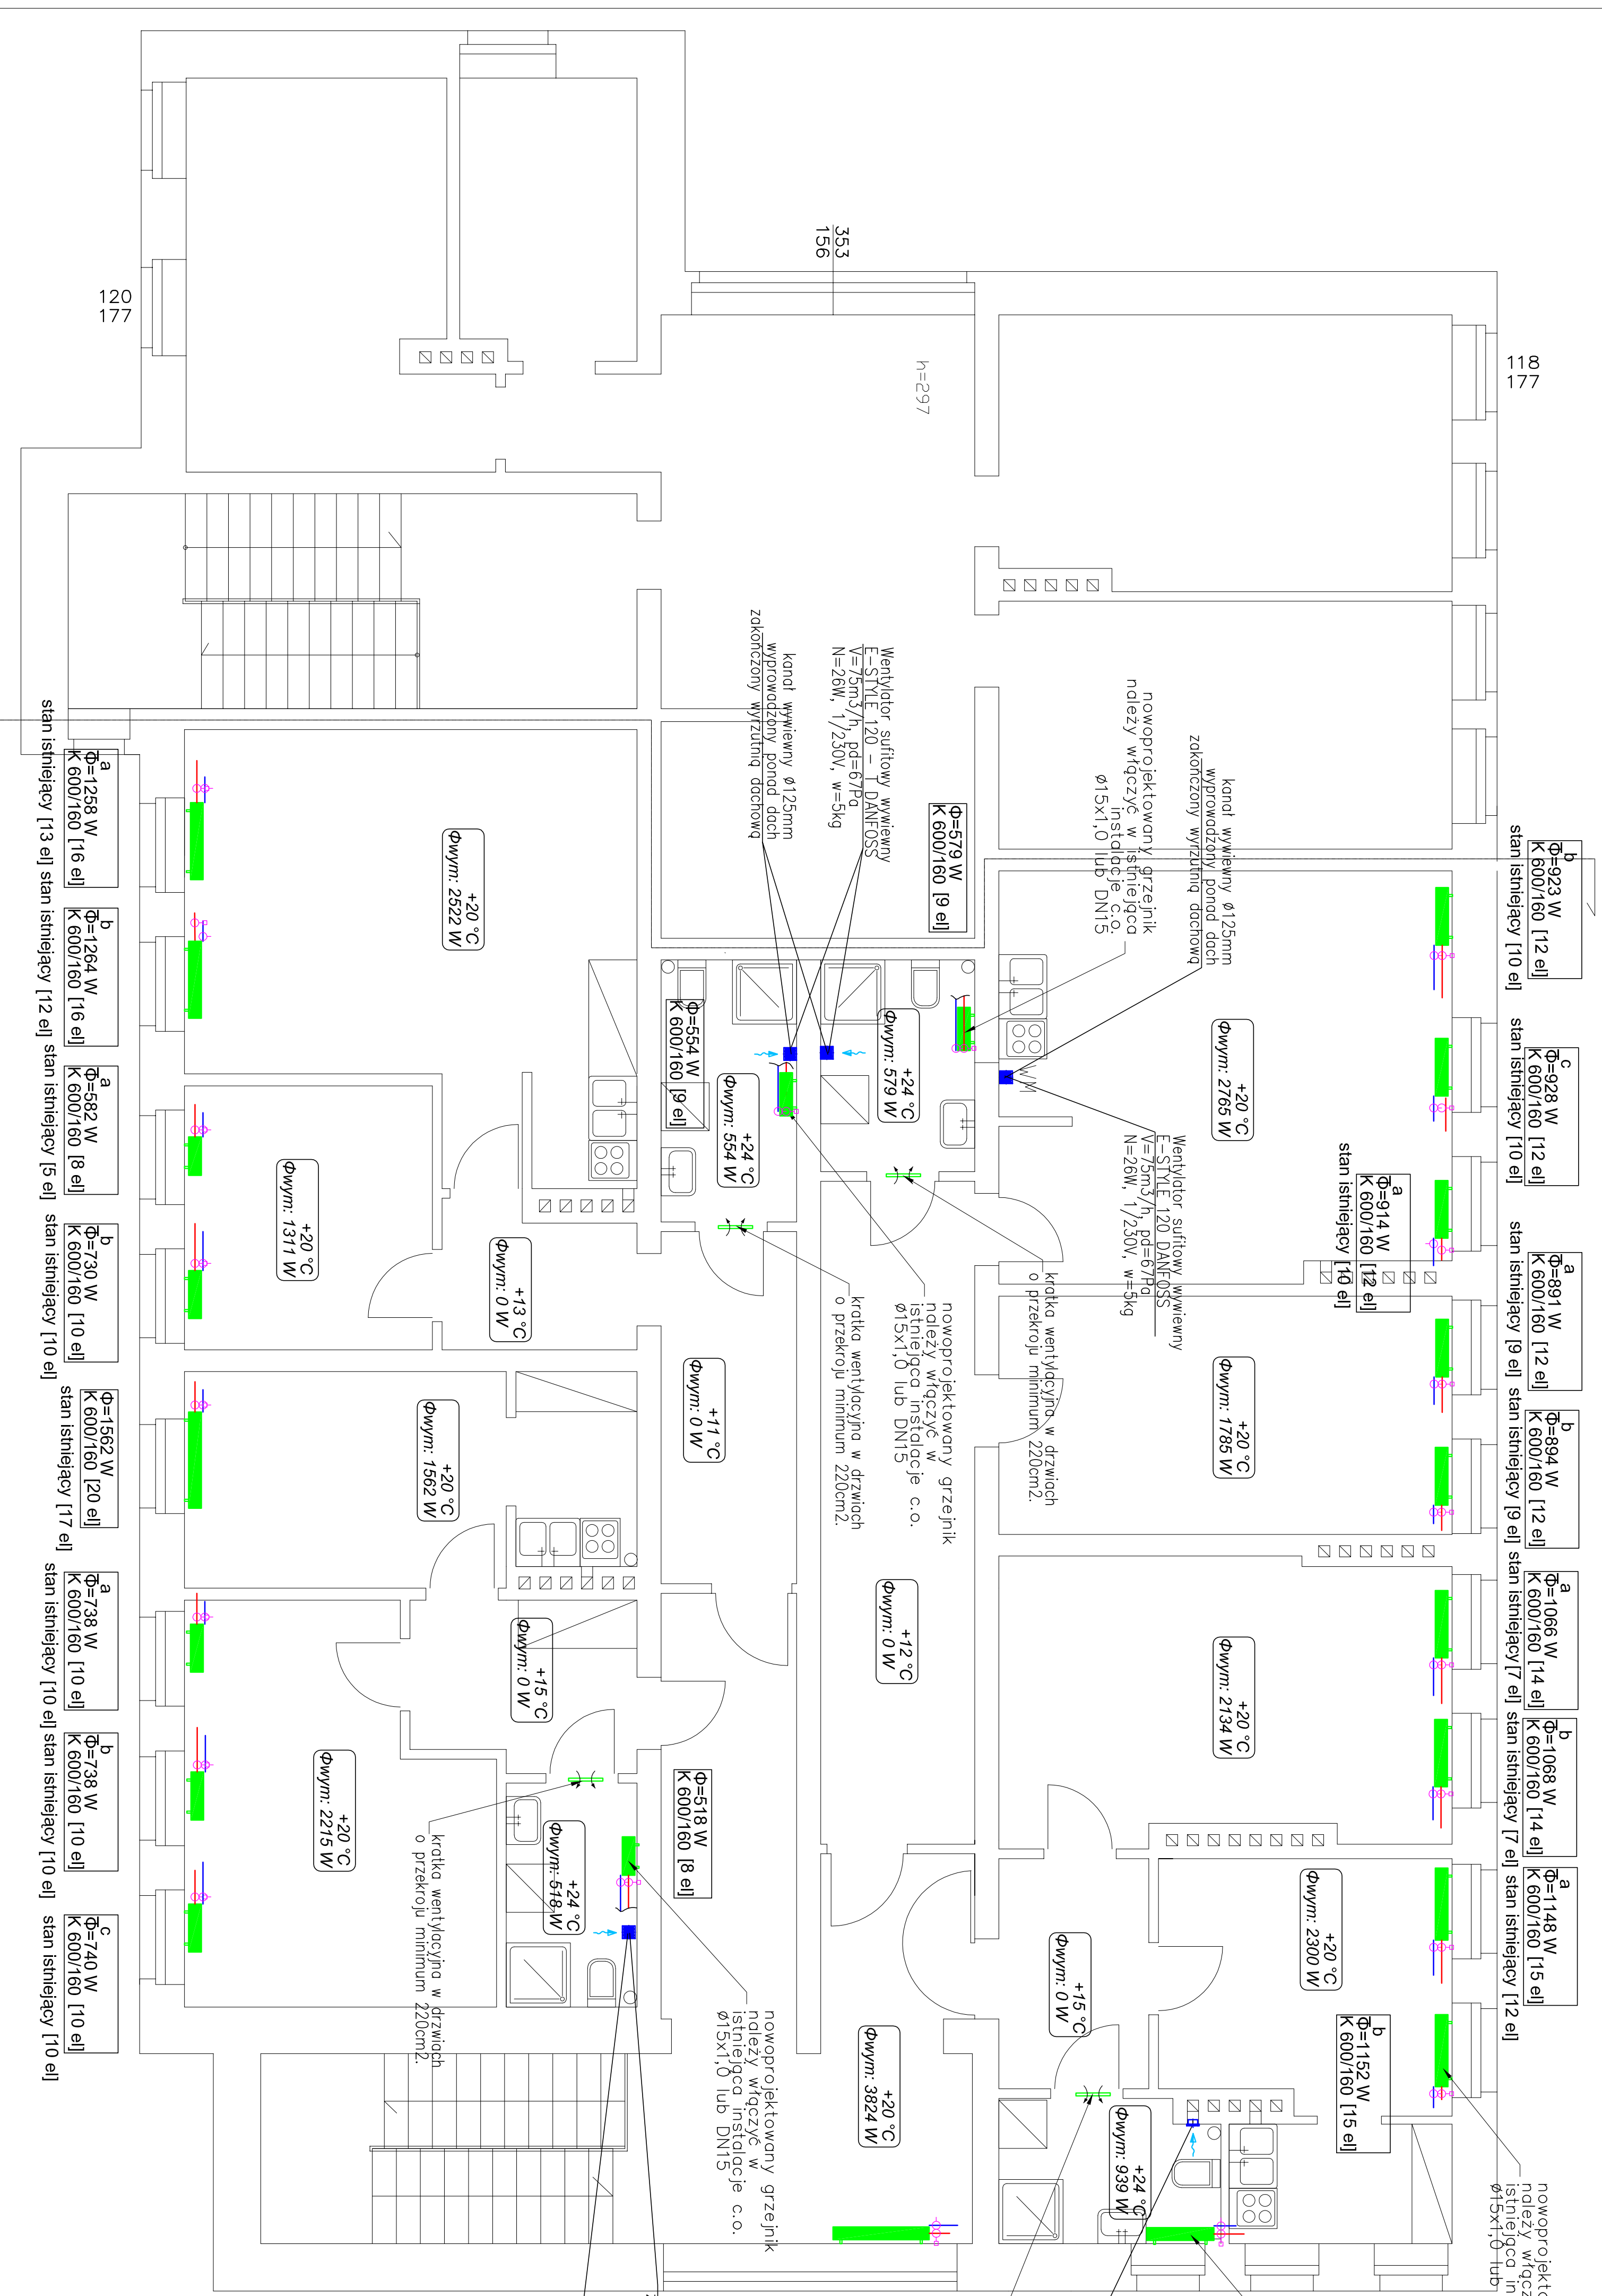 118
177
353
156
120
177
h=297
b
Φ=923 W
K 600/160 [12 el]
stan istniejący [10 el]
c
Φ=928 W
K 600/160 [12 el]
stan istniejący [10 el]
a
Φ=914 W
K 600/160 [12 el]
stan istniejący [10 el]
a
Φ=891 W
K 600/160 [12 el]
stan istniejący [9 el]
b
Φ=894 W
K 600/160 [12 el]
stan istniejący [9 el]
a
Φ=1066 W
K 600/160 [14 el]
stan istniejący [7 el]
b
Φ=1068 W
K 600/160 [14 el]
stan istniejący [7 el]
a
Φ=1148 W
K 600/160 [15 el]
stan istniejący [12 el]
b
Φ=1152 W
K 600/160 [15 el]
kanał wywiewny Ø125mm
wyprowadzony ponad dach
zakończony wyrzutnią dachową
nowoprojektowany grzejnik
należy włączyć w istniejąca
instalacje c.o.
Ø15x1,0 lub DN15
+20 °C
Φwym: 2765 W
Wentylator sufitowy wywiewny
E-STYLE 120 DANFOSS
V=75m3/h, pd=67Pa
N=26W, 1/230V, w=5kg
+20 °C
Φwym: 1785 W
+20 °C
Φwym: 2134 W
+20 °C
Φwym: 2300 W
+15 °C
Φwym: 0 W
+24 °C
Φwym: 939 W
Φ=579 W
K 600/160 [9 el]
Wentylator sufitowy wywiewny
E-STYLE 120 - T DANFOSS
V=75m3/h, pd=67Pa
N=26W, 1/230V, w=5kg
kanał wywiewny Ø125mm
wyprowadzony ponad dach
zakończony wyrzutnią dachową
+24 °C
Φwym: 579 W
Φ=554 W
K 600/160 [9 el]
+24 °C
Φwym: 554 W
kratka wentylacyjna w drzwiach
o przekroju minimum 220cm2.
nowoprojektowany grzejnik
należy włączyć w
istniejąca instalacje c.o.
Ø15x1,0 lub DN15
kratka wentylacyjna w drzwiach
o przekroju minimum 220cm2.
+11 °C
Φwym: 0 W
+12 °C
Φwym: 0 W
+20 °C
Φwym: 3824 W
Φ=518 W
K 600/160 [8 el]
nowoprojektowany grzejnik
należy włączyć w
istniejąca instalacje c.o.
Ø15x1,0 lub DN15
+20 °C
Φwym: 2522 W
+20 °C
Φwym: 1311 W
+13 °C
Φwym: 0 W
+20 °C
Φwym: 1562 W
+15 °C
Φwym: 0 W
+24 °C
Φwym: 518 W
+20 °C
Φwym: 2215 W
kratka wentylacyjna w drzwiach
o przekroju minimum 220cm2.
a
Φ=1258 W
K 600/160 [16 el]
stan istniejący [13 el]
b
Φ=1264 W
K 600/160 [16 el]
stan istniejący [12 el]
a
Φ=582 W
K 600/160 [8 el]
stan istniejący [5 el]
b
Φ=730 W
K 600/160 [10 el]
stan istniejący [10 el]
Φ=1562 W
K 600/160 [20 el]
stan istniejący [17 el]
a
Φ=738 W
K 600/160 [10 el]
stan istniejący [10 el]
b
Φ=738 W
K 600/160 [10 el]
stan istniejący [10 el]
c
Φ=740 W
K 600/160 [10 el]
stan istniejący [10 el]
należy
Ø15x1,0 lub